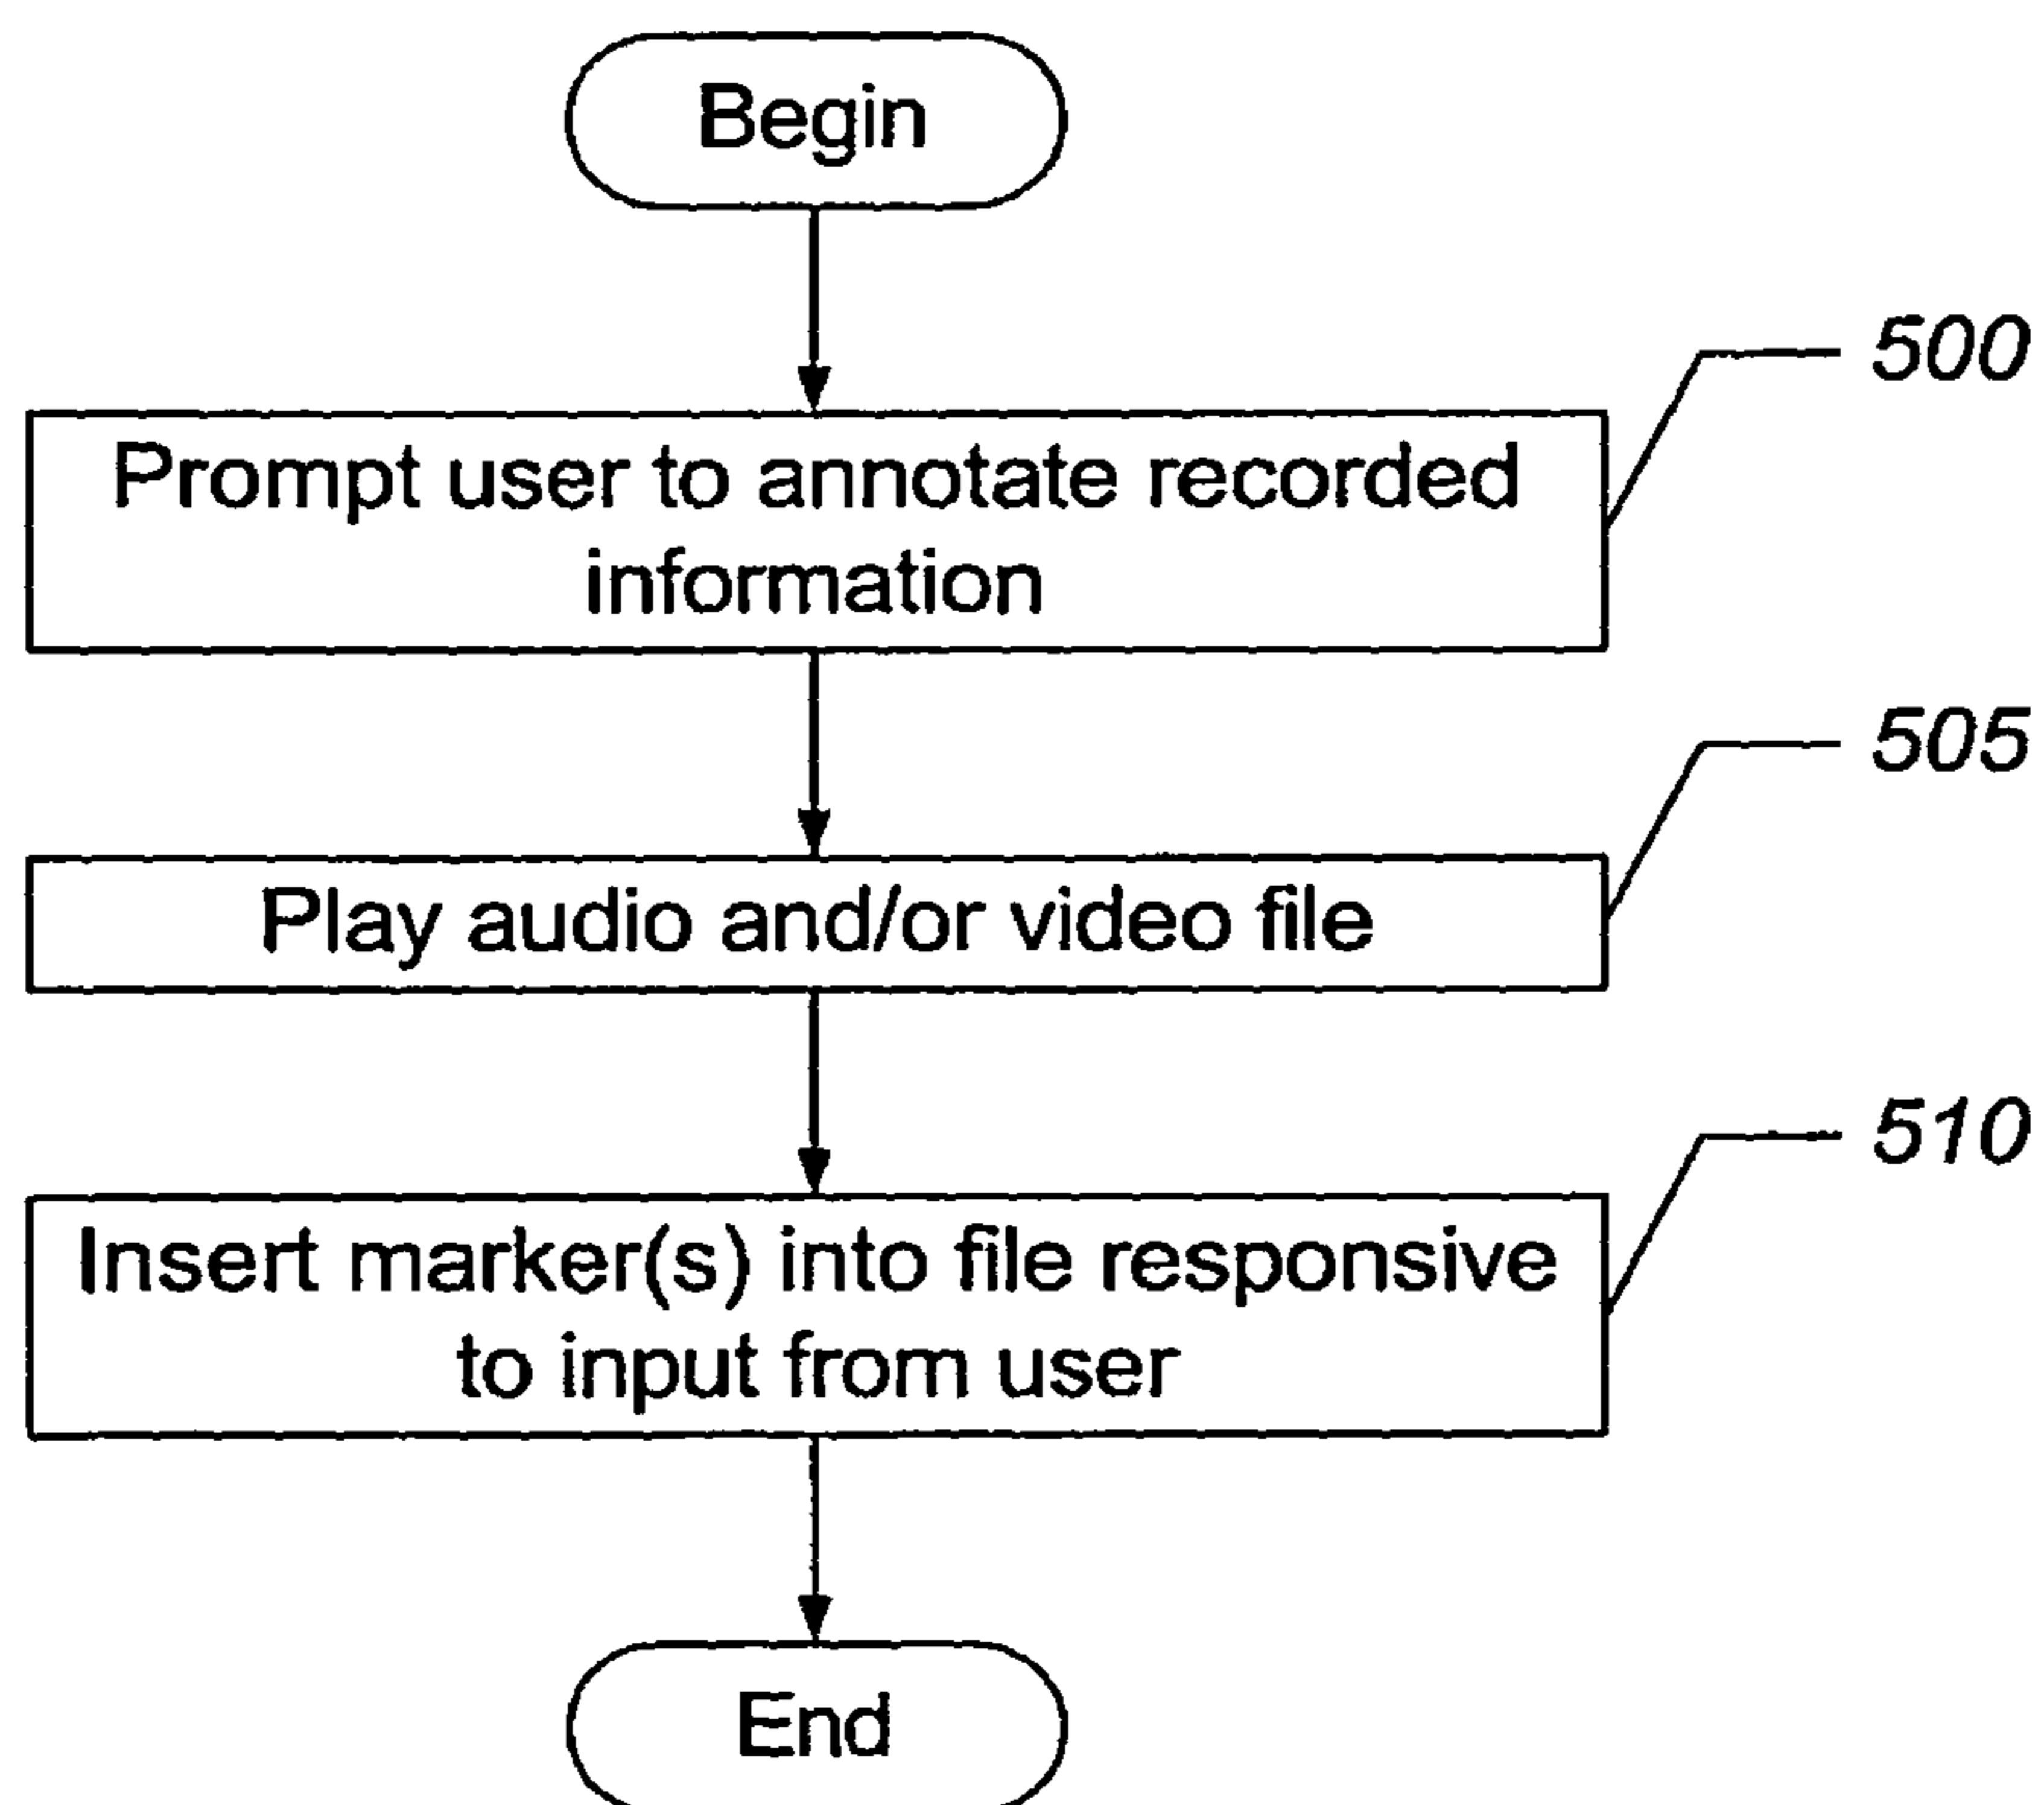 Begin
500
Prompt user to annotate recorded
information
505
Play audio and/or video file
510
Insert marker(s) into file responsive
to input from user
End